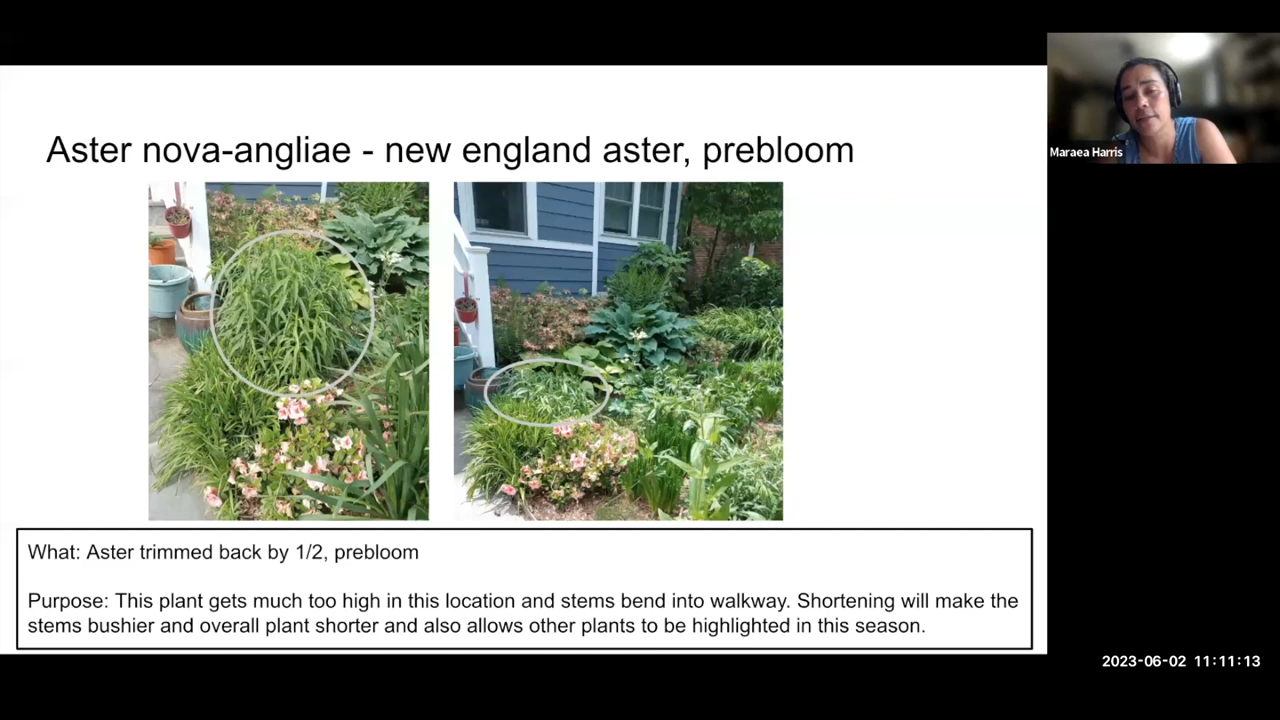 Aster nova-angliae - new england aster, prebloom
Maraea Harris
What: Aster trimmed back by 1/2, prebloom
Purpose: This plant gets much too high in this location and stems bend into walkway. Shortening will make the
stems bushier and overall plant shorter and also allows other plants to be highlighted in this season.
2023-06-02 11:11:13